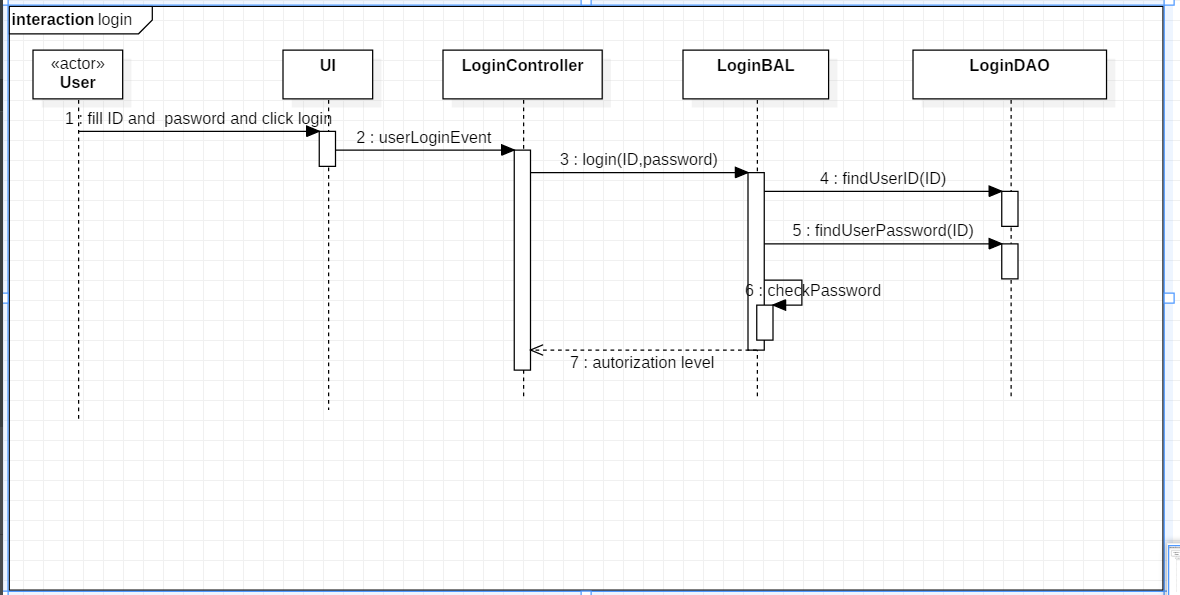 interaction login
«actor»
User
UI
LoginController
LoginBAL
LoginDAO
1 : fill ID and  pasword and click login
2 : userLoginEvent
3 : login(ID,password)
4 : findUserID(ID)
5 : findUserPassword(ID)
6 : checkPassword
7 : autorization level